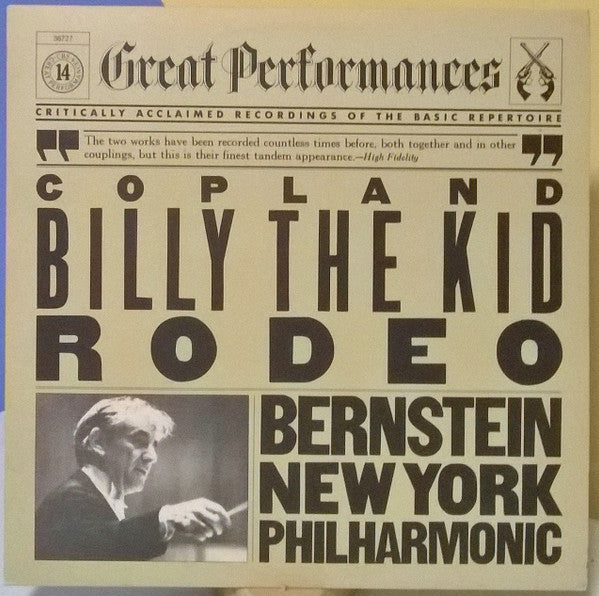 36727
14
Great Performances
CRITICALLY ACCLAIMED RECORDINGS OF THE BASIC REPERTOIRE
"The two works have been recorded countless times before, both together and in other
couplings, but this is their finest tandem appearance.—High Fidelity"
COPLAND
BILLY THE KID
RODEO
BERNSTEIN
NEW YORK
PHILHARMONIC